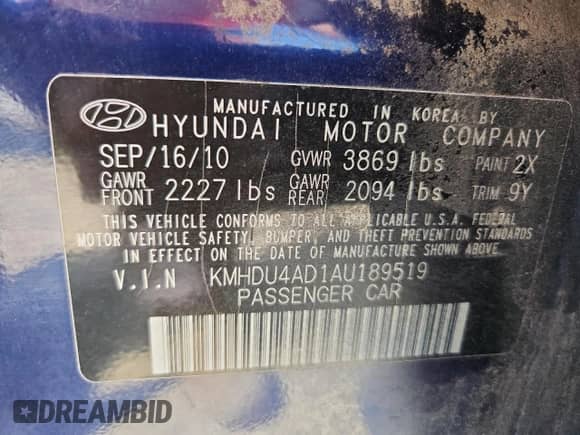 MANUFACTURED IN KOREA BY
HYUNDAI MOTOR COMPANY
SEP/16/10 GVWR 3869 lbs PAINT 2X
GAWR FRONT 2227 lbs GAWR REAR 2094 lbs TRIM 9Y
THIS VEHICLE CONFORMS TO ALL APPLICABLE U.S.A. FEDERAL
MOTOR VEHICLE SAFETY, BUMPER, AND THEFT PREVENTION STANDARDS
IN EFFECT ON THE DATE OF MANUFACTURE SHOWN ABOVE.
V.I.N KMHDU4AD1AU189519
PASSENGER CAR
DREAMBID